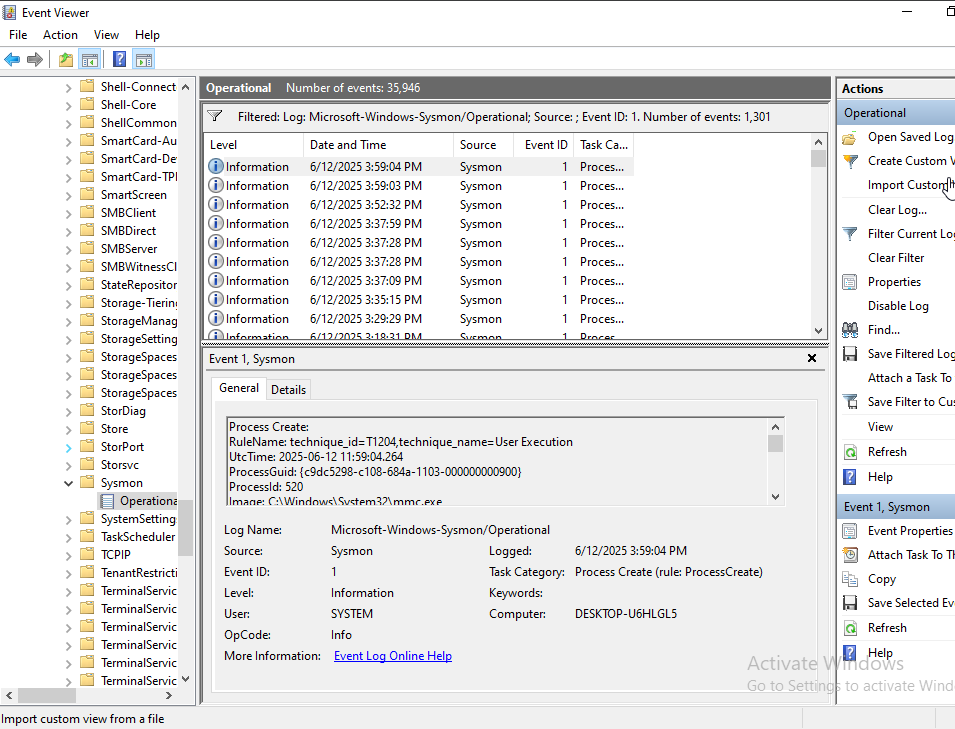 Event Viewer
File Action View Help
Shell-Connect
Shell-Core
ShellCommon
SmartCard-Au
SmartCard-De
SmartCard-TPI
SmartScreen
SMBClient
SMBDirect
SMBServer
SMBWitnessCl
StateRepositor
Storage-Tiering
StorageManag
StorageSetting
StorageSpaces
StorageSpaces
StorageSpaces
StorDiag
Store
StorPort
Storsvc
Sysmon
Operationa
SystemSettings
TaskScheduler
TCPIP
TenantRestricti
TerminalServic
TerminalServic
TerminalServic
TerminalServic
TerminalServic
TerminalServic
Operational Number of events: 35,946
Filtered: Log: Microsoft-Windows-Sysmon/Operational; Source: ; Event ID: 1. Number of events: 1,301
Level Date and Time Source Event ID Task Ca...
Information 6/12/2025 3:59:04 PM Sysmon 1 Proces...
Information 6/12/2025 3:59:03 PM Sysmon 1 Proces...
Information 6/12/2025 3:52:32 PM Sysmon 1 Proces...
Information 6/12/2025 3:37:59 PM Sysmon 1 Proces...
Information 6/12/2025 3:37:28 PM Sysmon 1 Proces...
Information 6/12/2025 3:37:28 PM Sysmon 1 Proces...
Information 6/12/2025 3:37:09 PM Sysmon 1 Proces...
Information 6/12/2025 3:35:15 PM Sysmon 1 Proces...
Information 6/12/2025 3:29:29 PM Sysmon 1 Proces...
Information 6/12/2025 3:18:31 PM Sysmon 1 Proces...
Event 1, Sysmon
General Details
Process Create:
RuleName: technique_id=T1204,technique_name=User Execution
UtcTime: 2025-06-12 11:59:04.264
ProcessGuid: {c9dc5298-c108-684a-1103-000000000900}
ProcessId: 520
Image: C:\Windows\System32\mmc.exe
Log Name: Microsoft-Windows-Sysmon/Operational
Source: Sysmon Logged: 6/12/2025 3:59:04 PM
Event ID: 1 Task Category: Process Create (rule: ProcessCreate)
Level: Information Keywords:
User: SYSTEM Computer: DESKTOP-U6HLGL5
OpCode: Info
More Information: Event Log Online Help
Actions
Operational
Open Saved Log
Create Custom V
Import Custom
Clear Log...
Filter Current Log
Clear Filter
Properties
Disable Log
Find...
Save Filtered Log
Attach a Task To
Save Filter to Cus
View
Refresh
Help
Event 1, Sysmon
Event Properties
Attach Task To Th
Copy
Save Selected Eve
Refresh
Help
Activate Windows
Go to Settings to activate Wind
Import custom view from a file